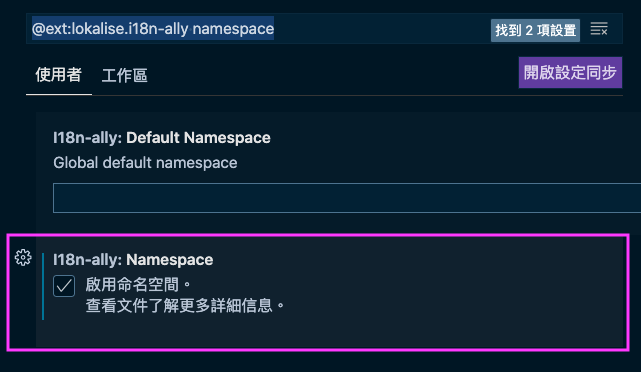 @ext:lokalise.i18n-ally namespace
找到 2 項設置
使用者 工作區
開啟設定同步
I18n-ally: Default Namespace
Global default namespace
I18n-ally: Namespace
啟用命名空間。
查看文件了解更多詳細信息。